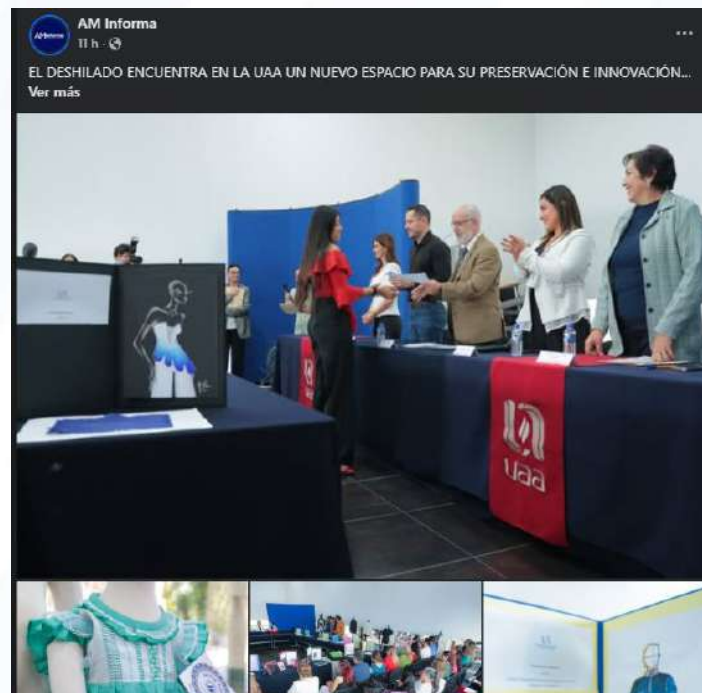 AM Informa
11 h
EL DESHILADO ENCUENTRA EN LA UAA UN NUEVO ESPACIO PARA SU PRESERVACIÓN E INNOVACIÓN...
Ver más
uaa